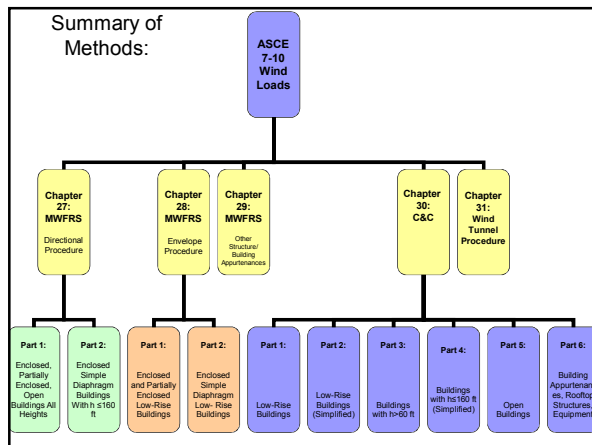 Summary of
Methods:
ASCE
7-10
Wind
Loads
Chapter
27:
MWFRS
Directional
Procedure
Chapter
28:
MWFRS
Envelope
Procedure
Chapter
29:
MWFRS
Other
Structure/
Building
Appurtenances
Chapter
30:
C&C
Chapter
31:
Wind
Tunnel
Procedure
Part 1:
Enclosed,
Partially
Enclosed,
Open
Buildings All
Heights
Part 2:
Enclosed
Simple
Diaphragm
Buildings
With h ≤160
ft
Part 1:
Enclosed
and Partially
Enclosed
Low-Rise
Buildings
Part 2:
Enclosed
Simple
Diaphragm
Low- Rise
Buildings
Part 1:
Low-Rise
Buildings
Part 2:
Low-Rise
Buildings
(Simplified)
Part 3:
Buildings
with h>60 ft
Part 4:
Buildings
with h≤160 ft
(Simplified)
Part 5:
Open
Buildings
Part 6:
Building
Appurtenanc
es, Rooftop
Structures,
Equipment